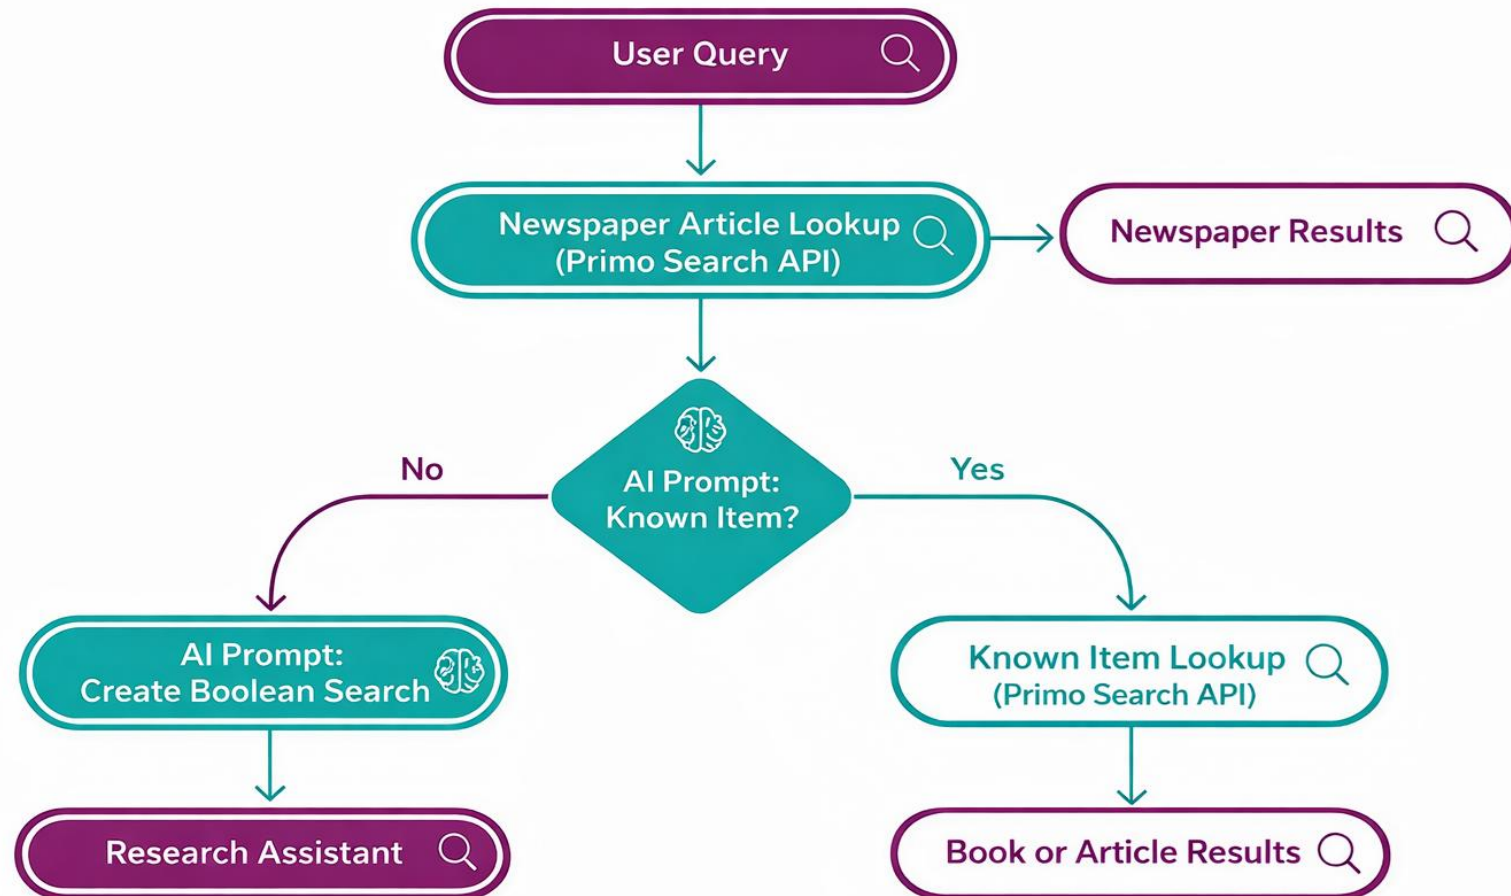 User Query
Newspaper Article Lookup
(Primo Search API)
Newspaper Results
AI Prompt:
Known Item?
No
Yes
AI Prompt:
Create Boolean Search
Known Item Lookup
(Primo Search API)
Research Assistant
Book or Article Results